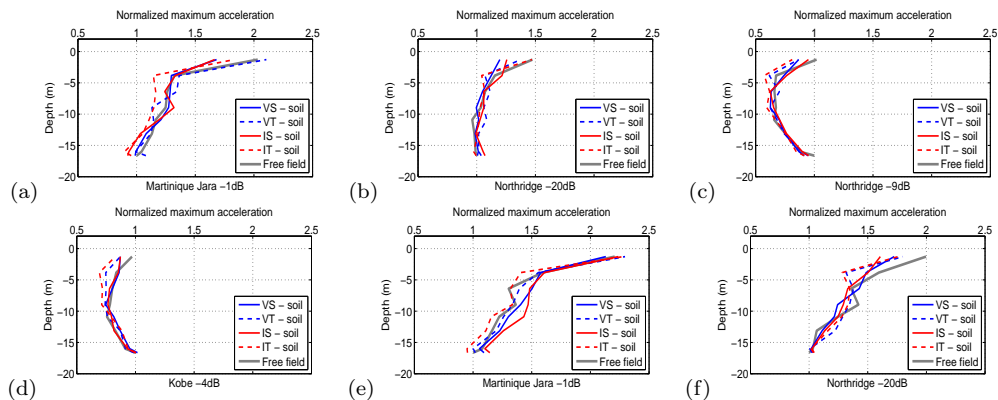 Normalized maximum acceleration
0.5 1 1.5 2 2.5
0
−5
−10
−15
−20
Depth (m)
VS − soil
VT − soil
IS − soil
IT − soil
Free field
(a)
Martinique Jara −1dB
Normalized maximum acceleration
0.5 1 1.5 2 2.5
0
−5
−10
−15
−20
Depth (m)
VS − soil
VT − soil
IS − soil
IT − soil
Free field
(b)
Northridge −20dB
Normalized maximum acceleration
0.5 1 1.5 2 2.5
0
−5
−10
−15
−20
Depth (m)
VS − soil
VT − soil
IS − soil
IT − soil
Free field
(c)
Northridge −9dB
Normalized maximum acceleration
0.5 1 1.5 2 2.5
0
−5
−10
−15
−20
Depth (m)
VS − soil
VT − soil
IS − soil
IT − soil
Free field
(d)
Kobe −4dB
Normalized maximum acceleration
0.5 1 1.5 2 2.5
0
−5
−10
−15
−20
Depth (m)
VS − soil
VT − soil
IS − soil
IT − soil
Free field
(e)
Martinique Jara −1dB
Normalized maximum acceleration
0.5 1 1.5 2 2.5
0
−5
−10
−15
−20
Depth (m)
VS − soil
VT − soil
IS − soil
IT − soil
Free field
(f)
Northridge −20dB